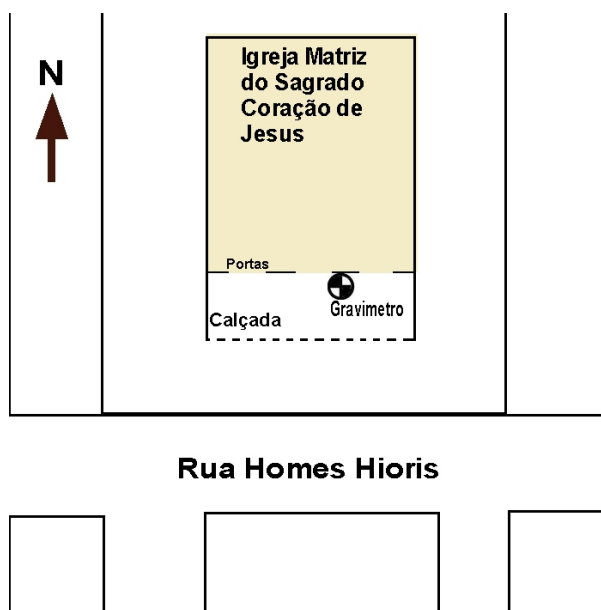 N
Igreja Matriz
do Sagrado
Coração de
Jesus
Portas
Gravimetro
Calçada
Rua Homes Hioris